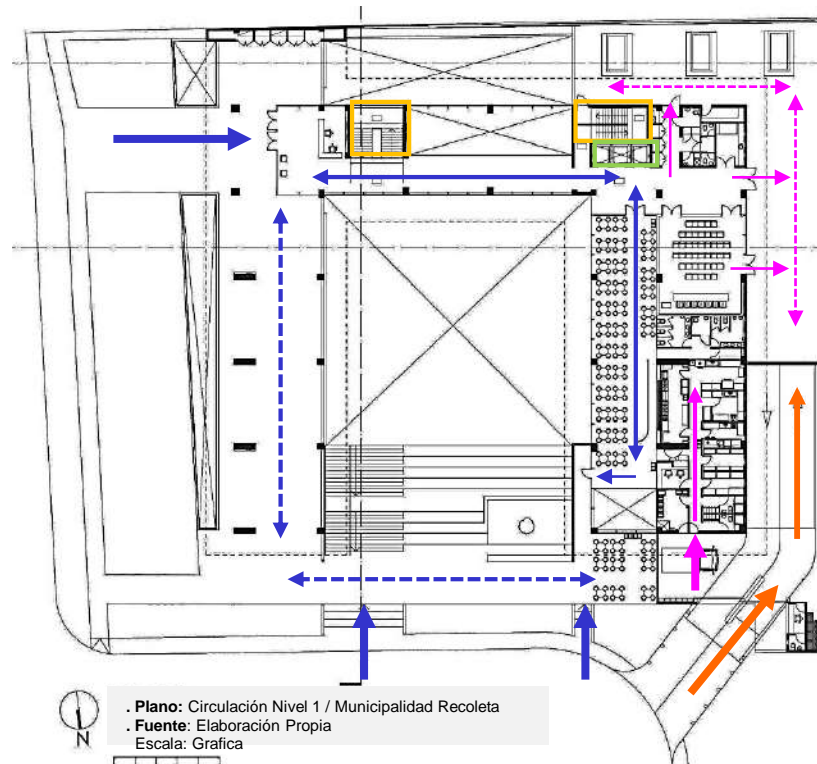 . Plano: Circulación Nivel 1 / Municipalidad Recoleta
. Fuente: Elaboración Propia
Escala: Grafica
N